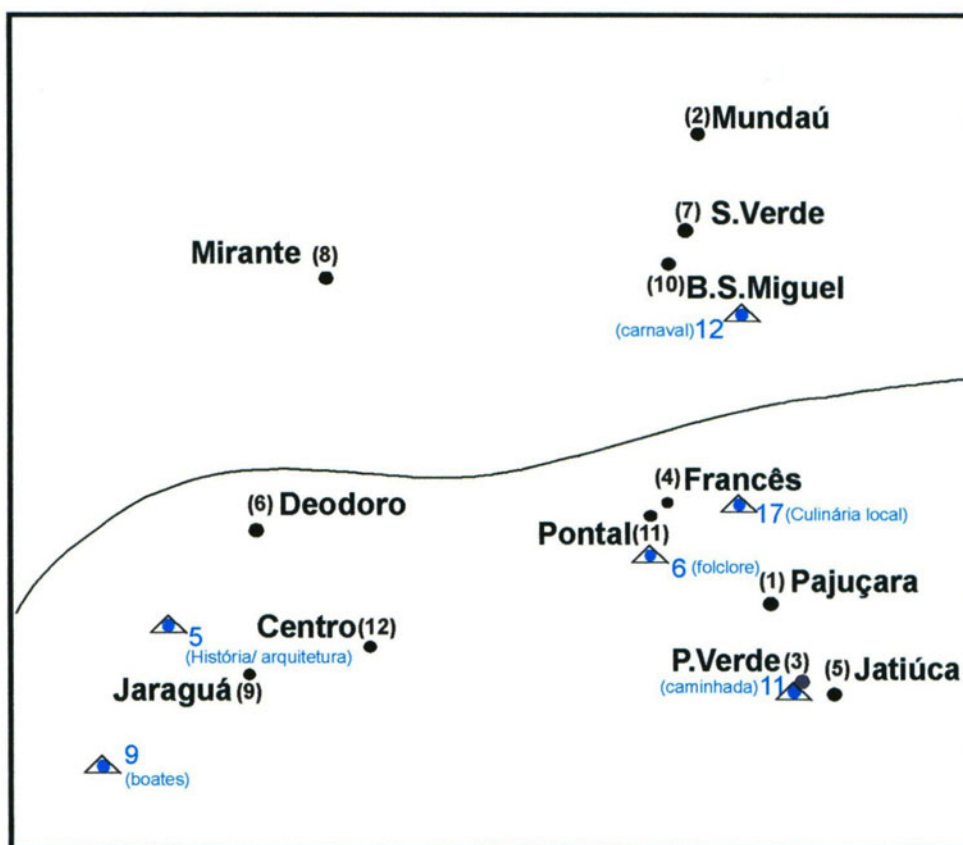 (2) Mundaú
(7) S.Verde
Mirante (8)
(10) B.S.Miguel
(carnaval) 12
(4) Francês
(6) Deodoro
17 (Culinária local)
Pontal (11)
6 (folclore)
(1) Pajuçara
Centro (12)
5
(História/ arquitetura)
P.Verde (3)
(5) Jatiúca
(caminhada) 11
Jaraguá (9)
9
(boates)